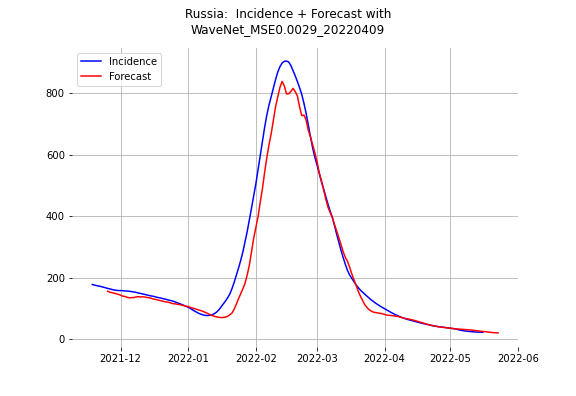 Russia:  Incidence + Forecast with
WaveNet_MSE0.0029_20220409
Incidence
Forecast
800
600
400
200
0
2021-12 2022-01 2022-02 2022-03 2022-04 2022-05 2022-06